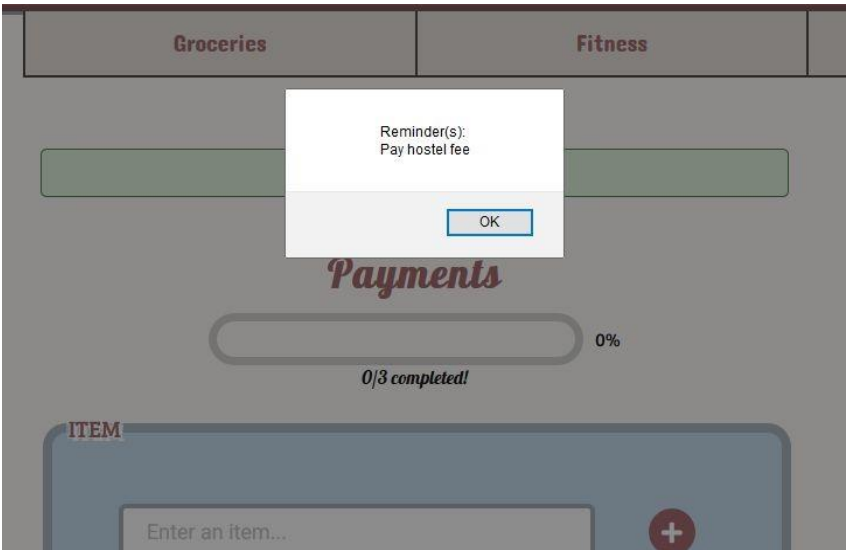 Groceries
Fitness
Reminder(s):
Pay hostel fee
OK
Payments
0%
0/3 completed!
ITEM
Enter an item...